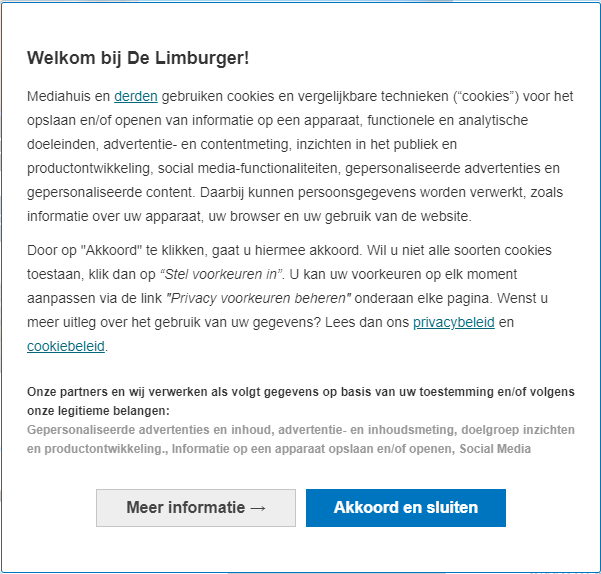 Welkom bij De Limburger!
Mediahuis en derden gebruiken cookies en vergelijkbare technieken (“cookies”) voor het
opslaan en/of openen van informatie op een apparaat, functionele en analytische
doeleinden, advertentie- en contentmeting, inzichten in het publiek en
productontwikkeling, social media-functionaliteiten, gepersonaliseerde advertenties en
gepersonaliseerde content. Daarbij kunnen persoonsgegevens worden verwerkt, zoals
informatie over uw apparaat, uw browser en uw gebruik van de website.
Door op "Akkoord" te klikken, gaat u hiermee akkoord. Wil u niet alle soorten cookies
toestaan, klik dan op “Stel voorkeuren in”. U kan uw voorkeuren op elk moment
aanpassen via de link "Privacy voorkeuren beheren" onderaan elke pagina. Wenst u
meer uitleg over het gebruik van uw gegevens? Lees dan ons privacybeleid en
cookiebeleid.
Onze partners en wij verwerken als volgt gegevens op basis van uw toestemming en/of volgens
onze legitieme belangen:
Gepersonaliseerde advertenties en inhoud, advertentie- en inhoudsmeting, doelgroep inzichten
en productontwikkeling., Informatie op een apparaat opslaan en/of openen, Social Media
Meer informatie → Akkoord en sluiten